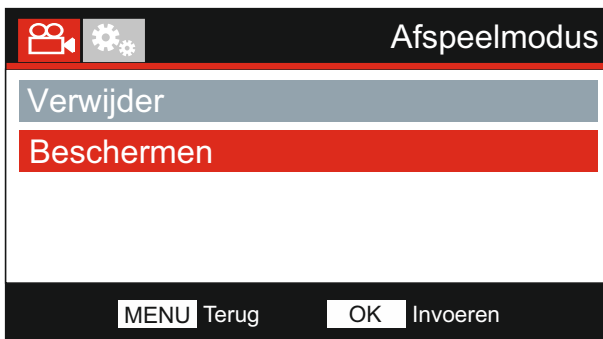 Afspeelmodus
Verwijder
Beschermen
MENU Terug OK Invoeren